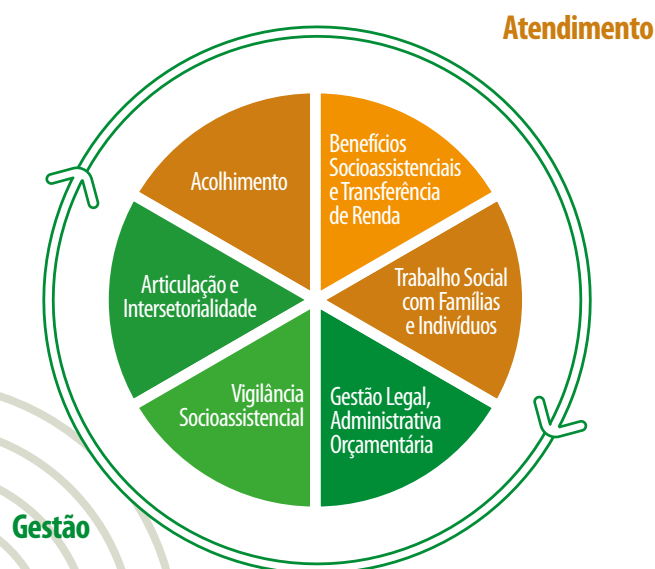 Atendimento
Acolhimento
Benefícios
Socioassistenciais
e Transferência
de Renda
Articulação e
Intersetorialidade
Trabalho Social
com Famílias
e Indivíduos
Vigilância
Socioassistencial
Gestão Legal,
Administrativa
Orçamentária
Gestão